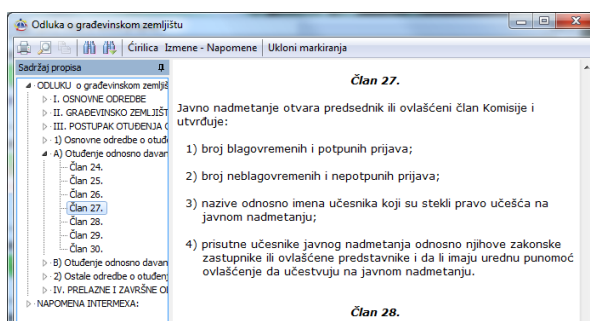 Odluka o građevinskom zemljištu
Ćirilica Izmene - Napomene Ukloni markiranja
Sadržaj propisa
ODLUKU o građevinskom zemljiš
I. OSNOVNE ODREDBE
II. GRAĐEVINSKO ZEMLJIŠT
III. POSTUPAK OTUĐENJA
1) Osnovne odredbe o otuđ
A) Otuđenje odnosno davar
Član 24.
Član 25.
Član 26.
Član 27.
Član 28.
Član 29.
Član 30.
B) Otuđenje odnosno davan
2) Ostale odredbe o otuđenj
IV. PRELAZNE I ZAVRŠNE OI
NAPOMENA INTERMEXA:
Član 27.
Javno nadmetanje otvara predsednik ili ovlašćeni član Komisije i
utvrđuje:
1) broj blagovremenih i potpunih prijava;
2) broj neblagovremenih i nepotpunih prijava;
3) nazive odnosno imena učesnika koji su stekli pravo učešća na
javnom nadmetanju;
4) prisutne učesnike javnog nadmetanja odnosno njihove zakonske
zastupnike ili ovlašćene predstavnike i da li imaju urednu punomoć
ovlašćenje da učestvuju na javnom nadmetanju.
Član 28.